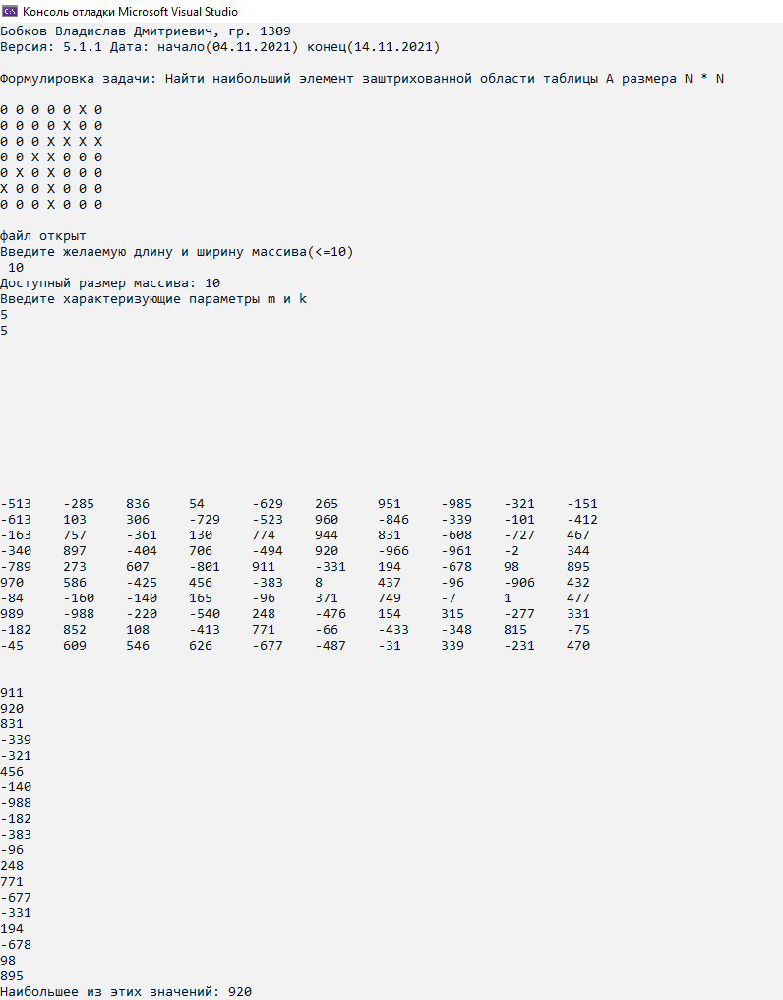 Консоль отладки Microsoft Visual Studio
Бобков Владислав Дмитриевич, гр. 1309
Версия: 5.1.1 Дата: начало(04.11.2021) конец(14.11.2021)
Формулировка задачи: Найти наибольший элемент заштрихованной области таблицы A размера N * N
0 0 0 0 0 X 0
0 0 0 0 X 0 0
0 0 0 X X X X
0 0 X X 0 0 0
0 X 0 X 0 0 0
X 0 0 X 0 0 0
0 0 0 X 0 0 0
файл открыт
Введите желаемую длину и ширину массива(<=10)
10
Доступный размер массива: 10
Введите характеризующие параметры m и k
5
5
-513 -285 836 54 -629 265 951 -985 -321 -151
-613 103 306 -729 -523 960 -846 -339 -101 -412
-163 757 -361 130 774 944 831 -608 -727 467
-340 897 -404 706 -494 920 -966 -961 -2 344
-789 273 607 -801 911 -331 194 -678 98 895
970 586 -425 456 -383 8 437 -96 -906 432
-84 -160 -140 165 -96 371 749 -7 1 477
989 -988 -220 -540 248 -476 154 315 -277 331
-182 852 108 -413 771 -66 -433 -348 815 -75
-45 609 546 626 -677 -487 -31 339 -231 470
911
920
831
-339
-321
456
-140
-988
-182
-383
-96
248
771
-677
-331
194
-678
98
895
Наибольшее из этих значений: 920